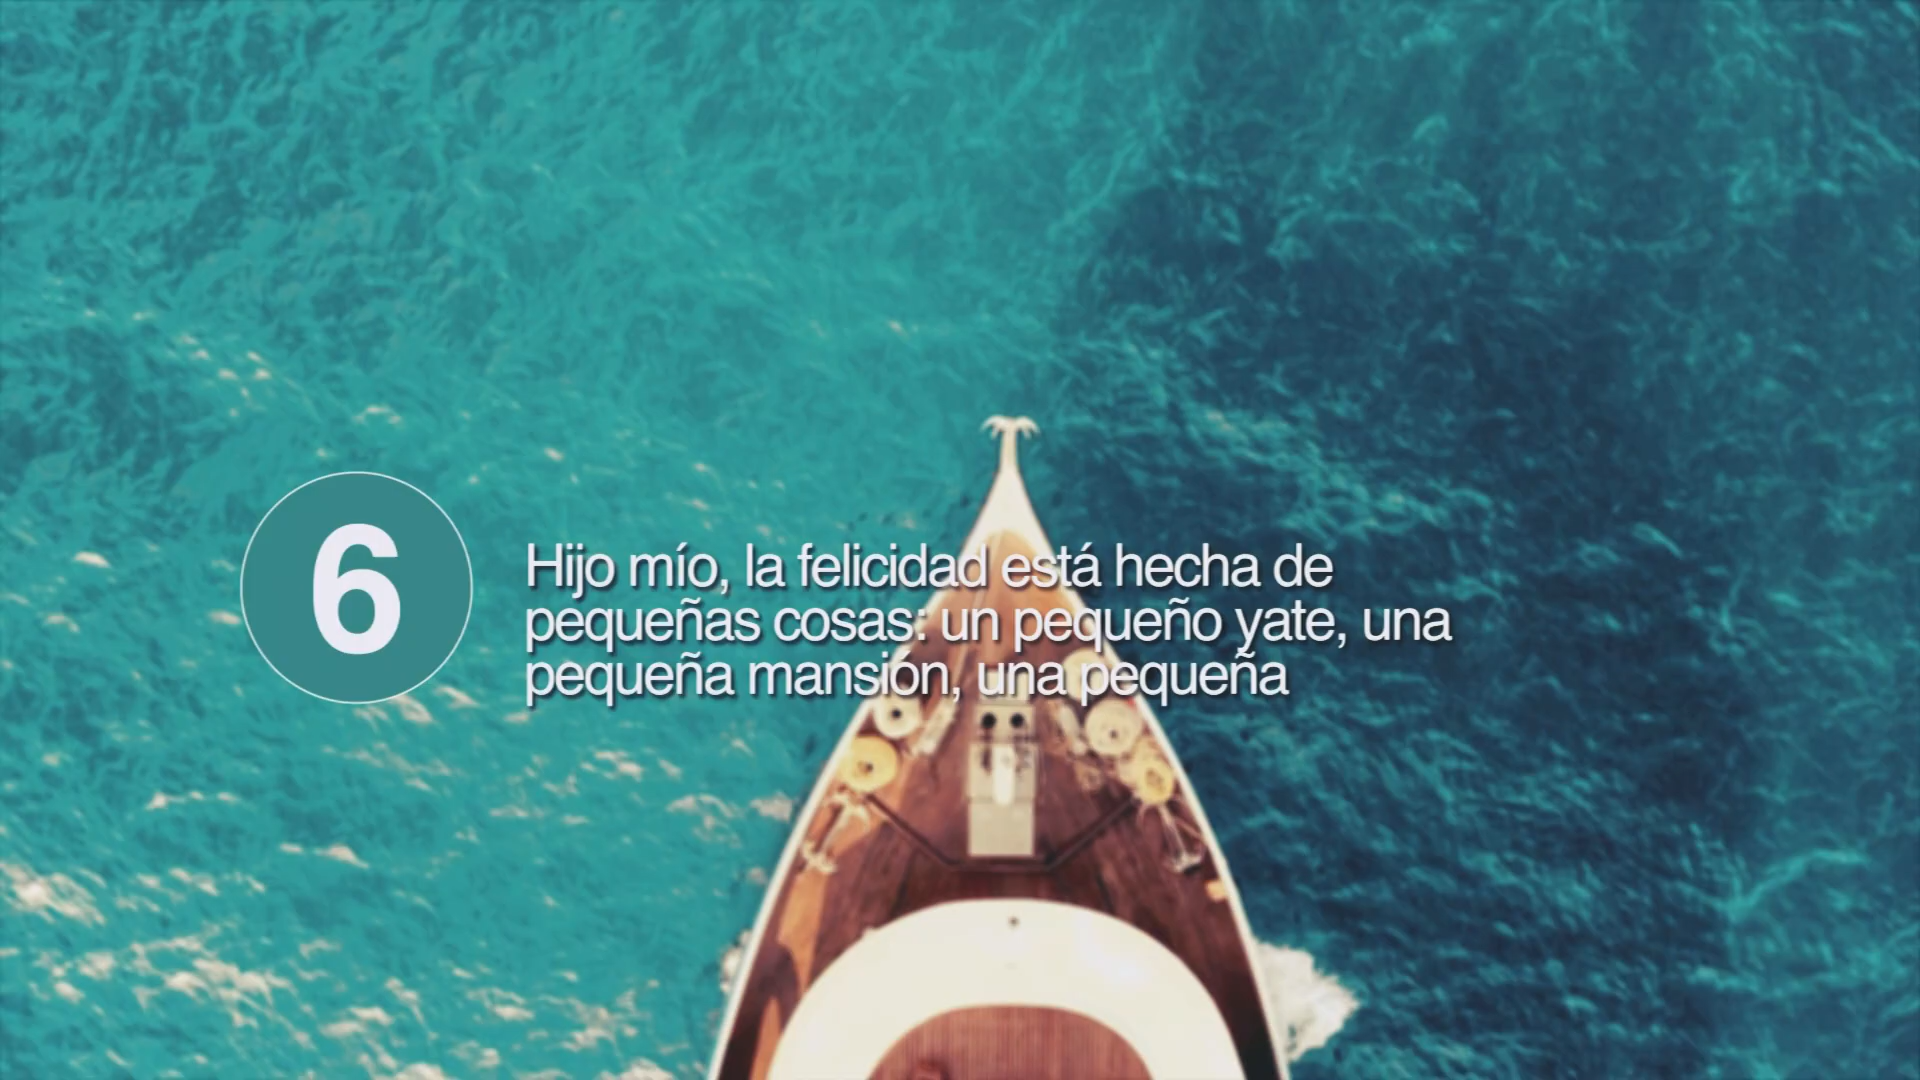 6
Hijo mío, la felicidad está hecha de
pequeñas cosas: un pequeño yate, una
pequeña mansión, una pequeña